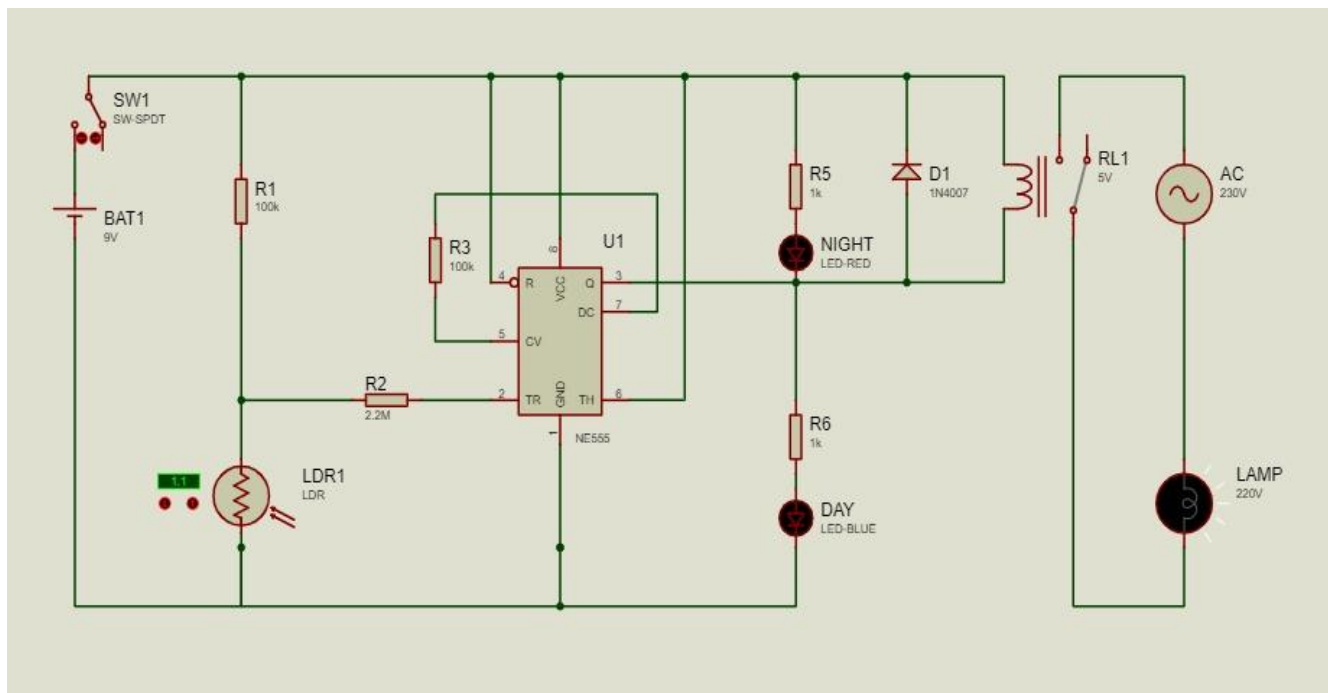 SW1
SW-SPDT
BAT1
9V
R1
100k
R2
2.2M
1.1
LDR1
LDR
R3
100k
U1
8
VCC
4
R
Q
3
DC
7
5
CV
2
TR
GND
TH
6
1
NE555
R5
1k
NIGHT
LED-RED
D1
1N4007
R6
1k
DAY
LED-BLUE
RL1
5V
AC
230V
LAMP
220V